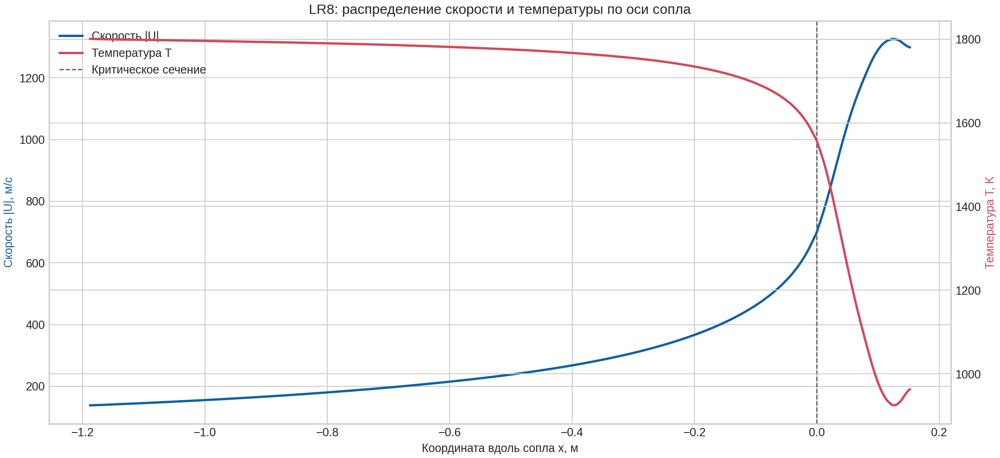 LR8: распределение скорости и температуры по оси сопла
Скорость |U|
Температура T
Критическое сечение
1200
1000
800
600
400
200
Скорость |U|, м/с
1800
1600
1400
1200
1000
Температура T, K
−1.2 −1.0 −0.8 −0.6 −0.4 −0.2 0.0 0.2
Координата вдоль сопла x, м